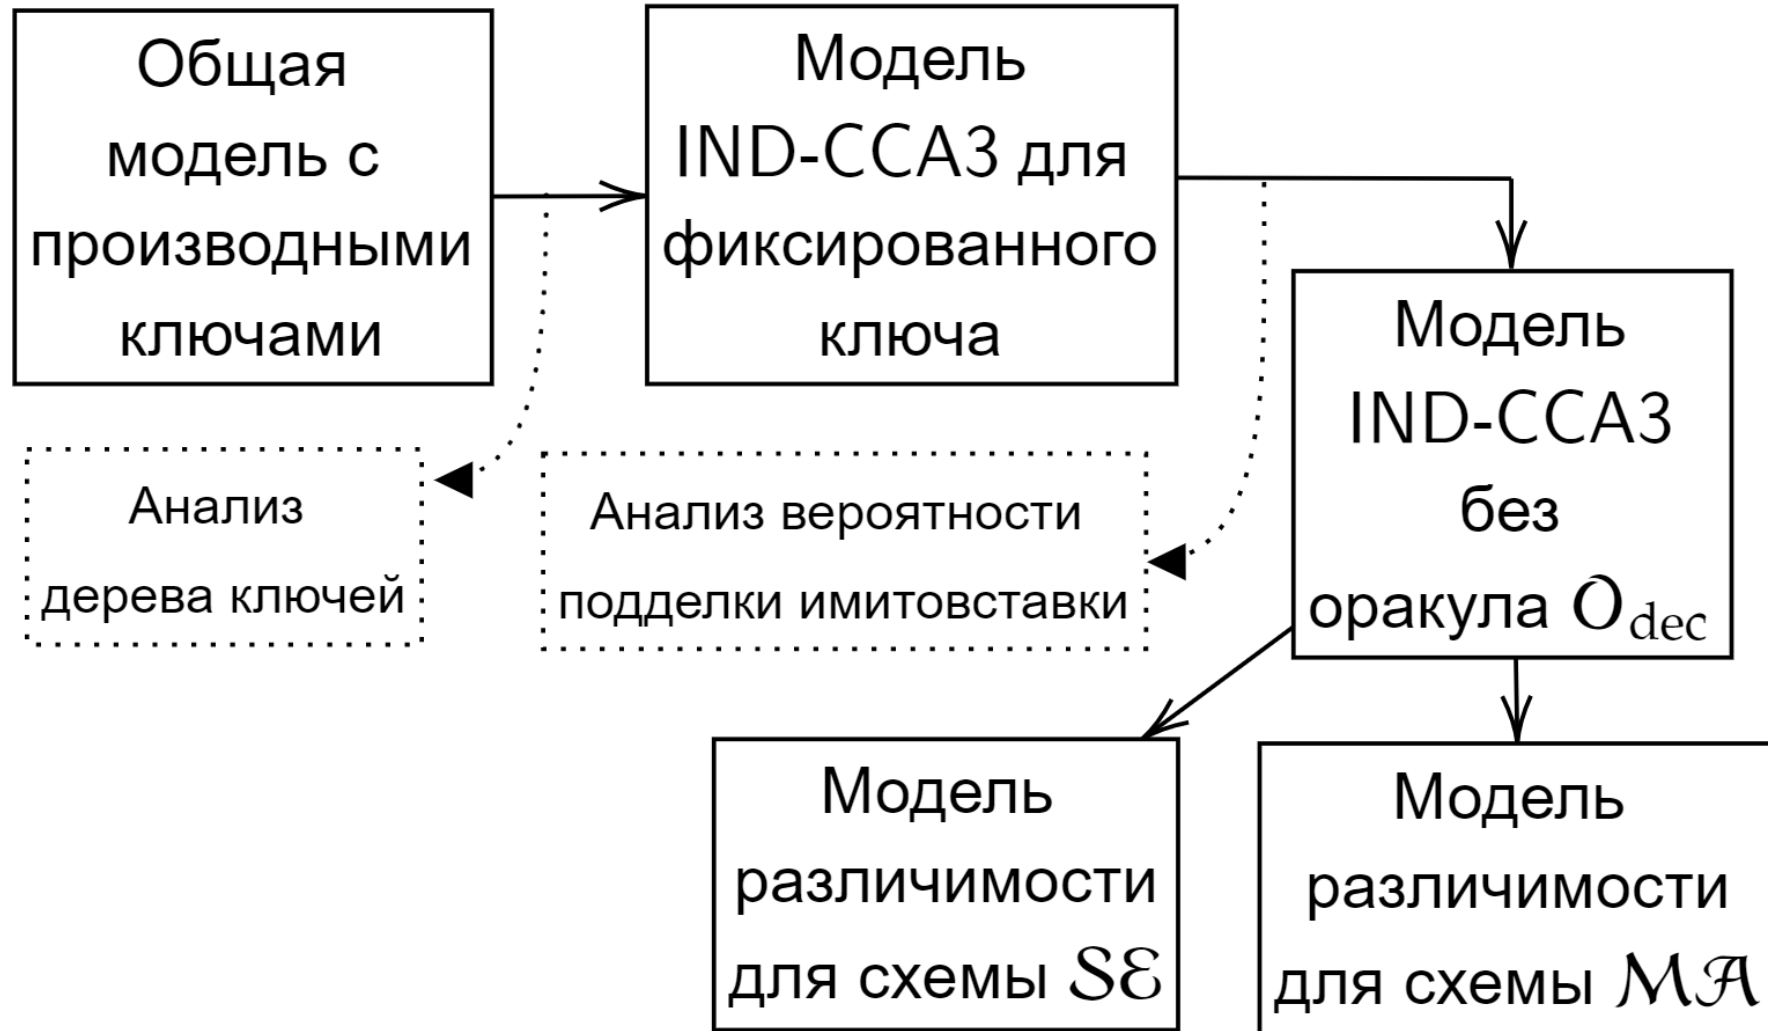 Общая
модель с
производными
ключами
Модель
IND-CCA3 для
фиксированного
ключа
Модель
IND-CCA3
без
оракула 𝒪dec
Анализ
дерева ключей
Анализ вероятности
подделки имитовставки
Модель
различимости
для схемы 𝒮ℰ
Модель
различимости
для схемы ℳ𝒜